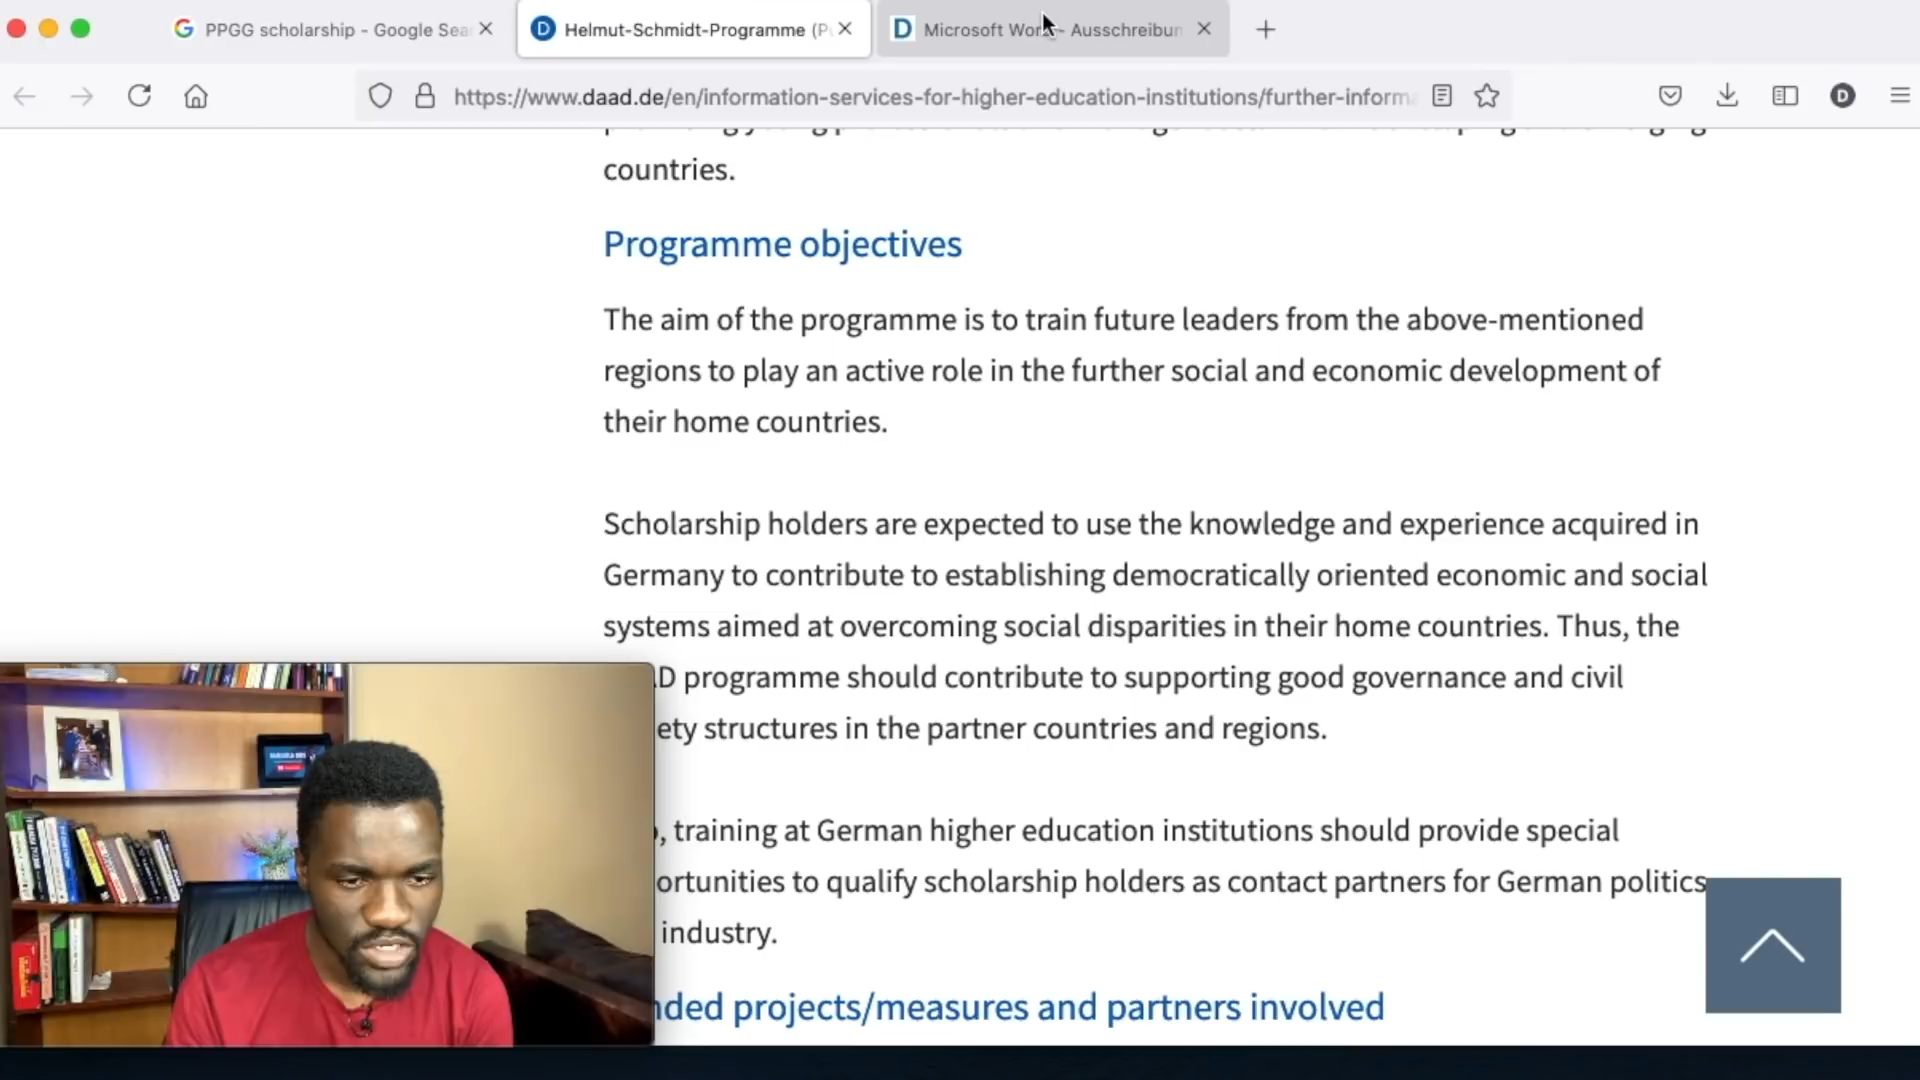 PPGG scholarship - Google Sea
Helmut-Schmidt-Programme (P
Microsoft Wor - Ausschreibun
https://www.daad.de/en/information-services-for-higher-education-institutions/further-informa
D
countries.
Programme objectives
The aim of the programme is to train future leaders from the above-mentioned
regions to play an active role in the further social and economic development of
their home countries.
Scholarship holders are expected to use the knowledge and experience acquired in
Germany to contribute to establishing democratically oriented economic and social
systems aimed at overcoming social disparities in their home countries. Thus, the
D programme should contribute to supporting good governance and civil
ety structures in the partner countries and regions.
, training at German higher education institutions should provide special
ortunities to qualify scholarship holders as contact partners for German politics
industry.
nded projects/measures and partners involved